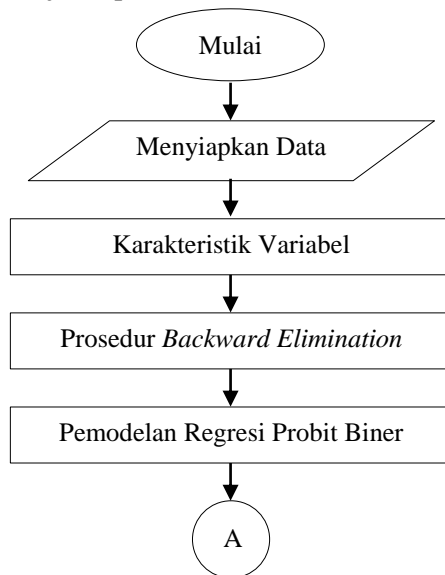 Mulai
Menyiapkan Data
Karakteristik Variabel
Prosedur Backward Elimination
Pemodelan Regresi Probit Biner
A